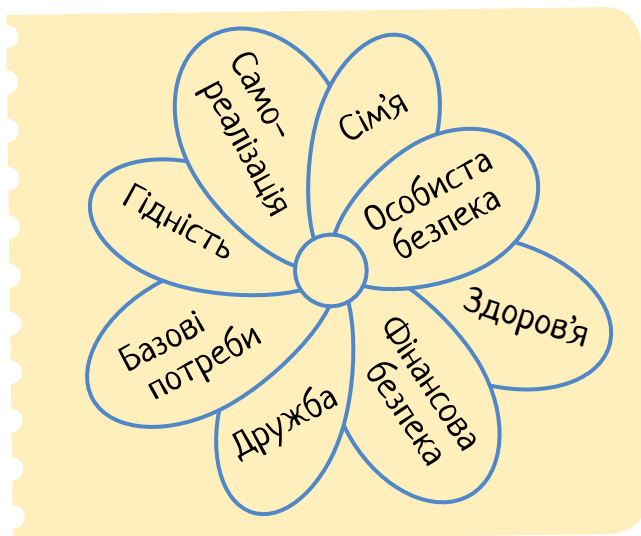 Само-
реалізація
Сім'я
Особиста
безпека
Здоров'я
Фінансова
безпека
Дружба
Базові
потреби
Гідність